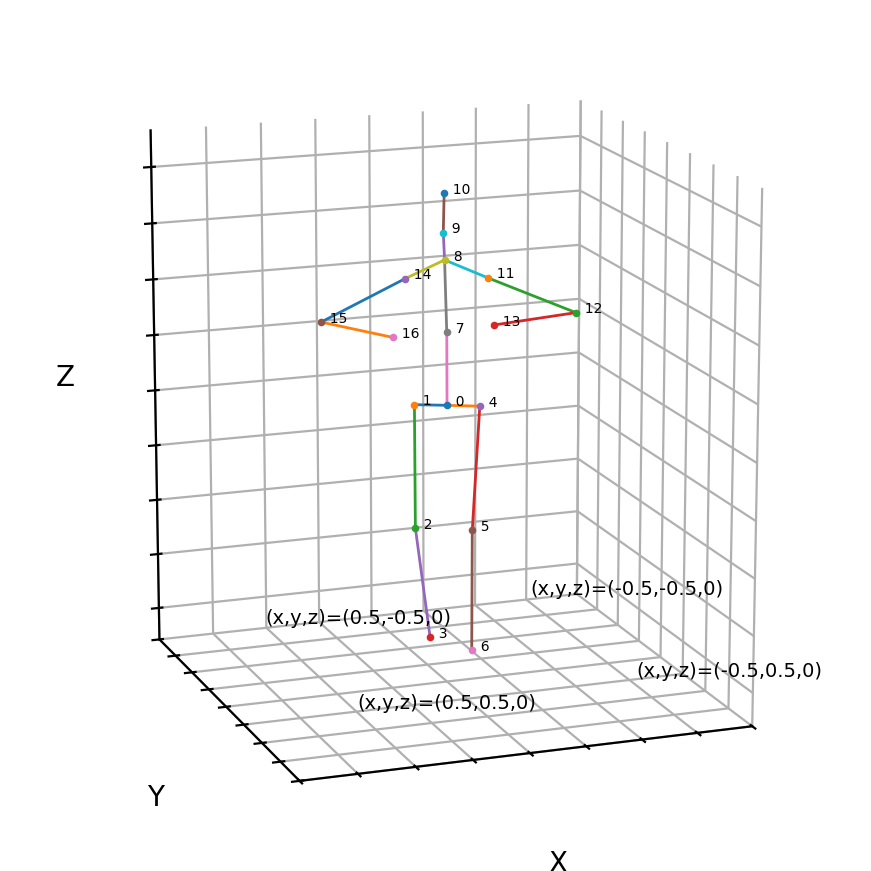 10
9
8
14
11
15
12
13
16
7
Z
1
0
4
2
5
(x,y,z)=(-0.5,-0.5,0)
(x,y,z)=(0.5,-0.5,0)
3
6
(x,y,z)=(-0.5,0.5,0)
(x,y,z)=(0.5,0.5,0)
Y
X